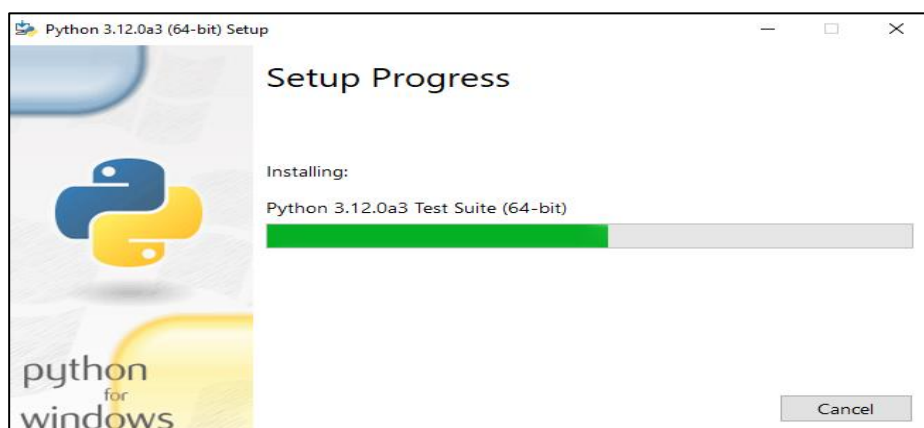 Python 3.12.0a3 (64-bit) Setup
Setup Progress
Installing:
Python 3.12.0a3 Test Suite (64-bit)
python
for
windows
Cancel